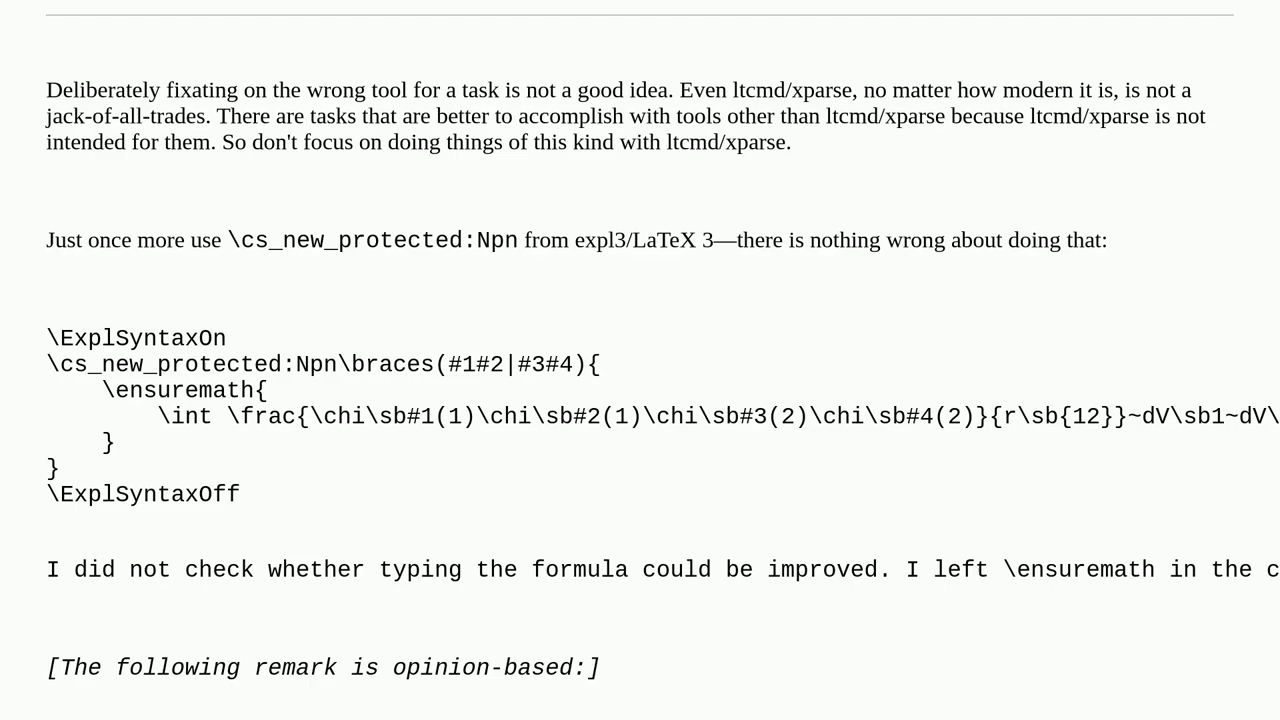 Deliberately fixating on the wrong tool for a task is not a good idea. Even ltcmd/xparse, no matter how modern it is, is not a
jack-of-all-trades. There are tasks that are better to accomplish with tools other than ltcmd/xparse because ltcmd/xparse is not
intended for them. So don't focus on doing things of this kind with ltcmd/xparse.
Just once more use \cs_new_protected:Npn from expl3/LaTeX 3—there is nothing wrong about doing that:
\ExplSyntaxOn
\cs_new_protected:Npn\braces(#1#2|#3#4){
    \ensuremath{
        \int \frac{\chi\sb#1(1)\chi\sb#2(1)\chi\sb#3(2)\chi\sb#4(2)}{r\sb{12}}~dV\sb1~dV\
    }
}
\ExplSyntaxOff
I did not check whether typing the formula could be improved. I left \ensuremath in the c
[The following remark is opinion-based:]